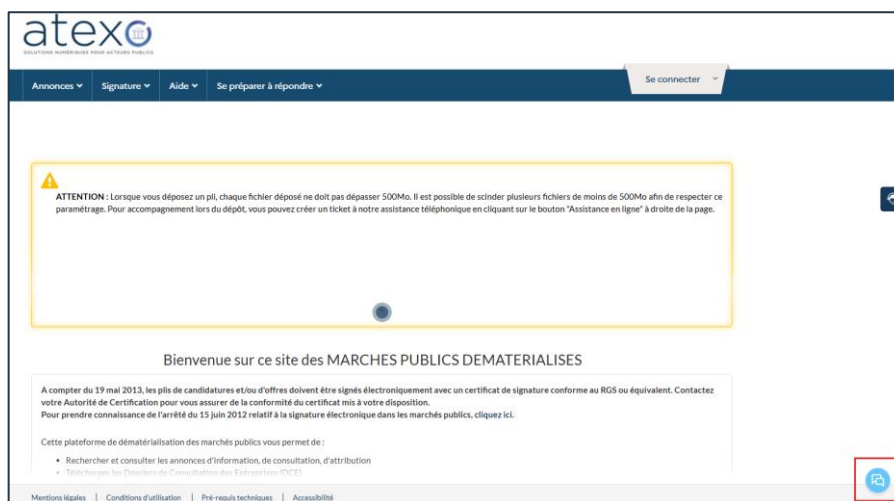 atexo
SOLUTIONS NUMÉRIQUES POUR ACTEURS PUBLICS
Annonces Signature Aide Se préparer à répondre Se connecter
ATTENTION : Lorsque vous déposez un pli, chaque fichier déposé ne doit pas dépasser 500Mo. Il est possible de scinder plusieurs fichiers de moins de 500Mo afin de respecter ce
paramétrage. Pour accompagnement lors du dépôt, vous pouvez créer un ticket à notre assistance téléphonique en cliquant sur le bouton "Assistance en ligne" à droite de la page.
Bienvenue sur ce site des MARCHES PUBLICS DEMATERIALISES
A compter du 19 mai 2013, les plis de candidatures et/ou d'offres doivent être signés électroniquement avec un certificat de signature conforme au RGS ou équivalent. Contactez
votre Autorité de Certification pour vous assurer de la conformité du certificat mis à votre disposition.
Pour prendre connaissance de l'arrêté du 15 juin 2012 relatif à la signature électronique dans les marchés publics, cliquez ici.
Cette plateforme de dématérialisation des marchés publics vous permet de :
• Rechercher et consulter les annonces d'information, de consultation, d'attribution
• Télécharger les Dossiers de Consultation des Entreprises (DCE)
Mentions légales | Conditions d'utilisation | Pré-requis techniques | Accessibilité